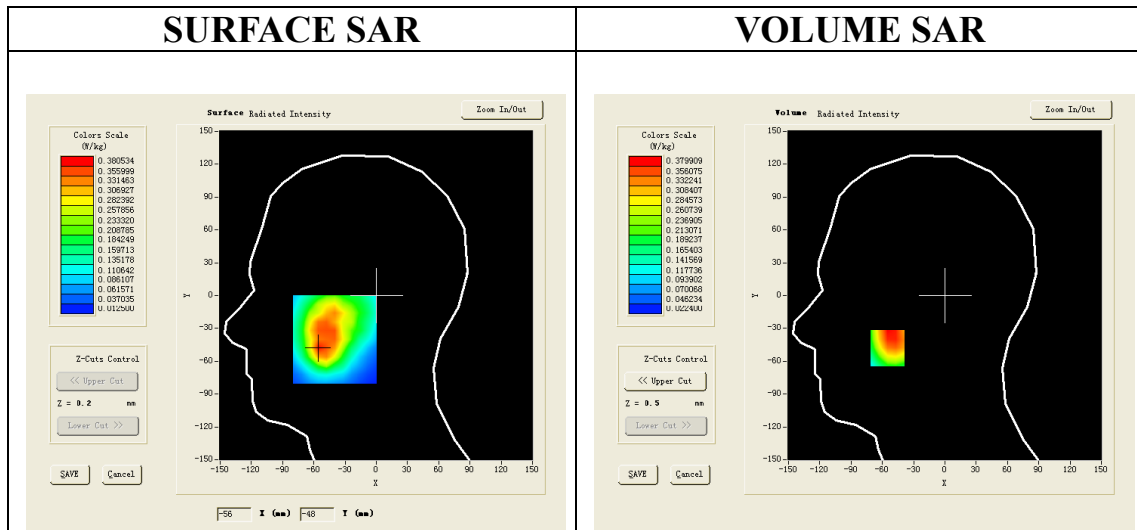 SURFACE SAR
VOLUME SAR
Surface Radiated Intensity
Zoom In/Out
Colors Scale
(W/kg)
0.380534
0.355999
0.331463
0.306927
0.282392
0.257856
0.233320
0.208785
0.184249
0.159713
0.135178
0.110642
0.086107
0.061571
0.037035
0.012500
150
120
90
60
30
0
-30
-60
-90
-120
-150
Y
-150 -120 -90 -60 -30 0 30 60 90 120 150
X
Z-Cuts Control
<< Upper Cut
Z = 0.2 mm
Lower Cut >>
SAVE Cancel
-56 X (mm) -48 Y (mm)
Volume Radiated Intensity
Zoom In/Out
Colors Scale
(W/kg)
0.379909
0.356075
0.332241
0.308407
0.284573
0.260739
0.236905
0.213071
0.189237
0.165403
0.141569
0.117736
0.093902
0.070068
0.046234
0.022400
150
120
90
60
30
0
-30
-60
-90
-120
-150
Y
-150 -120 -90 -60 -30 0 30 60 90 120 150
X
Z-Cuts Control
<< Upper Cut
Z = 0.5 mm
Lower Cut >>
SAVE Cancel